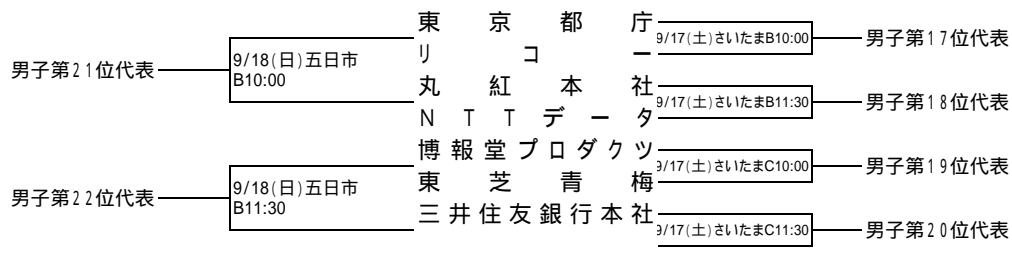 東京都庁
リコー
丸紅本社
NTTデータ
博報堂プロダクツ
東芝青梅
三井住友銀行本社
男子第21位代表
9/18(日)五日市
B10:00
男子第22位代表
9/18(日)五日市
B11:30
9/17(土)さいたまB10:00
男子第17位代表
9/17(土)さいたまB11:30
男子第18位代表
9/17(土)さいたまC10:00
男子第19位代表
9/17(土)さいたまC11:30
男子第20位代表